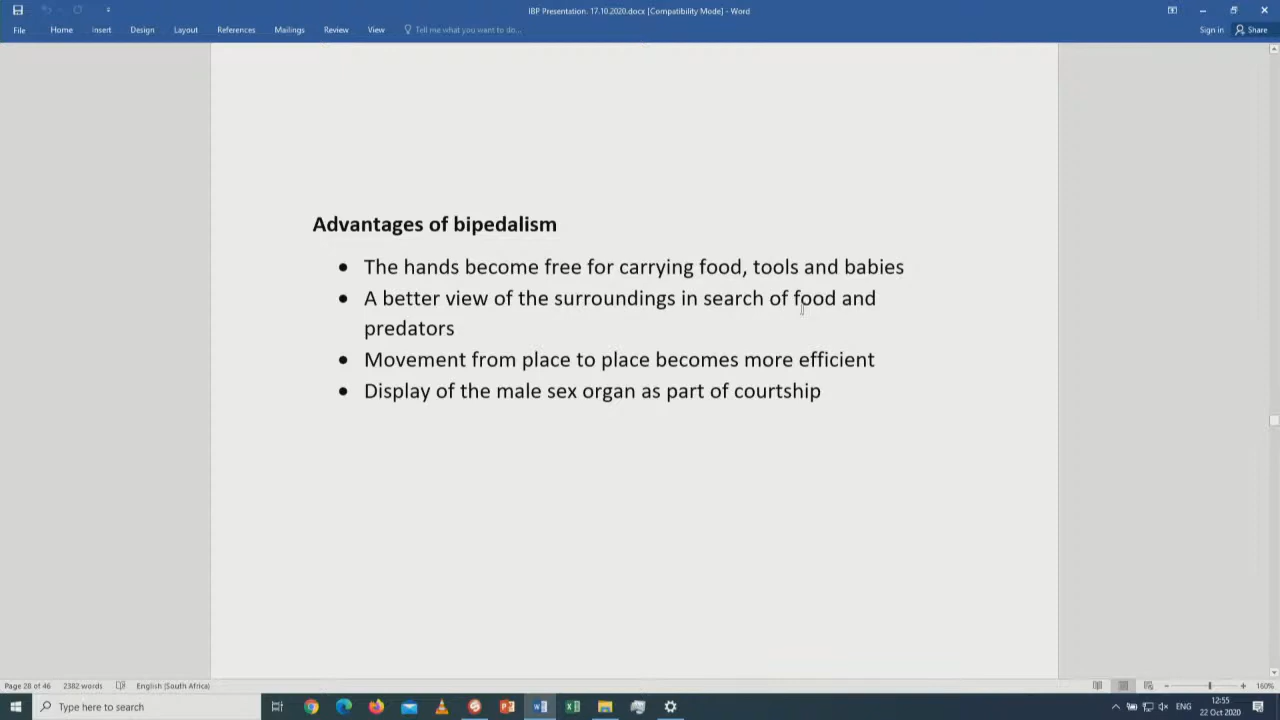 IBP Presentation. 17.10.2020.docx [Compatibility Mode] - Word
File Home Insert Design Layout References Mailings Review View Tell me what you want to do... Sign in Share
Advantages of bipedalism
• The hands become free for carrying food, tools and babies
• A better view of the surroundings in search of food and
predators
• Movement from place to place becomes more efficient
• Display of the male sex organ as part of courtship
Page 28 of 46 2382 words English (South Africa) 160%
Type here to search ENG 12:55
22 Oct 2020